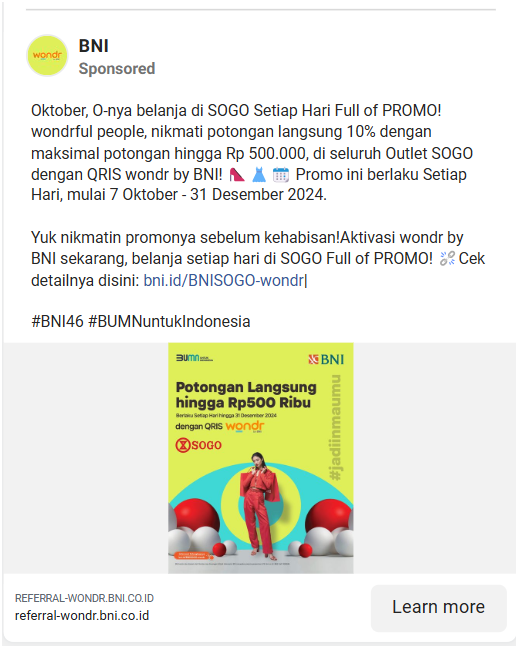 wondr
BNI
Sponsored
Oktober, O-nya belanja di SOGO Setiap Hari Full of PROMO!
wondrful people, nikmati potongan langsung 10% dengan
maksimal potongan hingga Rp 500.000, di seluruh Outlet SOGO
dengan QRIS wondr by BNI! 👠👗🗓️ Promo ini berlaku Setiap
Hari, mulai 7 Oktober - 31 Desember 2024.
Yuk nikmatin promonya sebelum kehabisan!Aktivasi wondr by
BNI sekarang, belanja setiap hari di SOGO Full of PROMO! ⛓️‍💥Cek
detailnya disini: bni.id/BNISOGO-wondr|
#BNI46 #BUMNuntukIndonesia
BUMN
BNI
Potongan Langsung
hingga Rp500 Ribu
Berlaku Setiap Hari hingga 31 Desember 2024
dengan QRIS wondr
SOGO
#jadiinmaumu
REFERRAL-WONDR.BNI.CO.ID
referral-wondr.bni.co.id
Learn more